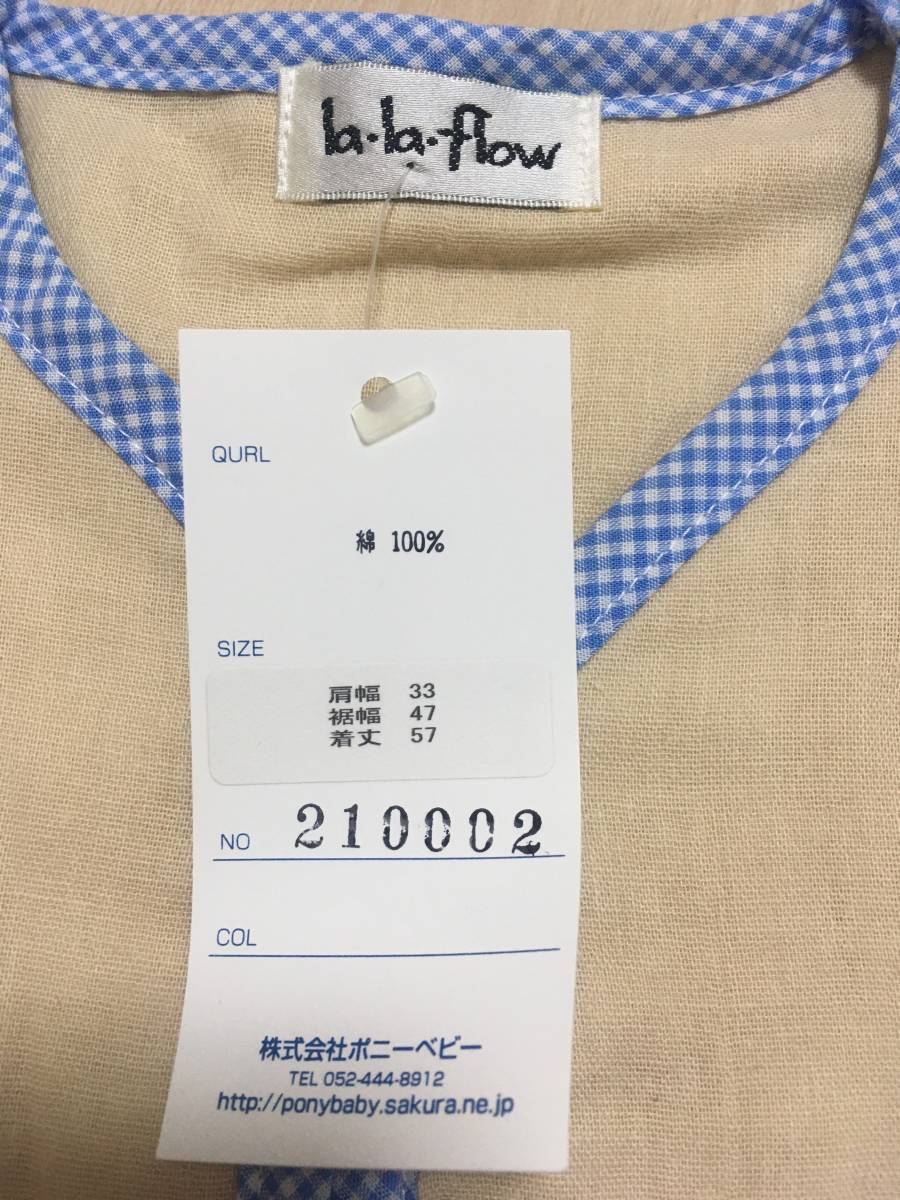 la·la·flow
QURL
綿 100%
SIZE
肩幅 33
裾幅 47
着丈 57
NO 210002
COL
株式会社ポニーベビー
TEL 052-444-8912
http://ponybaby.sakura.ne.jp